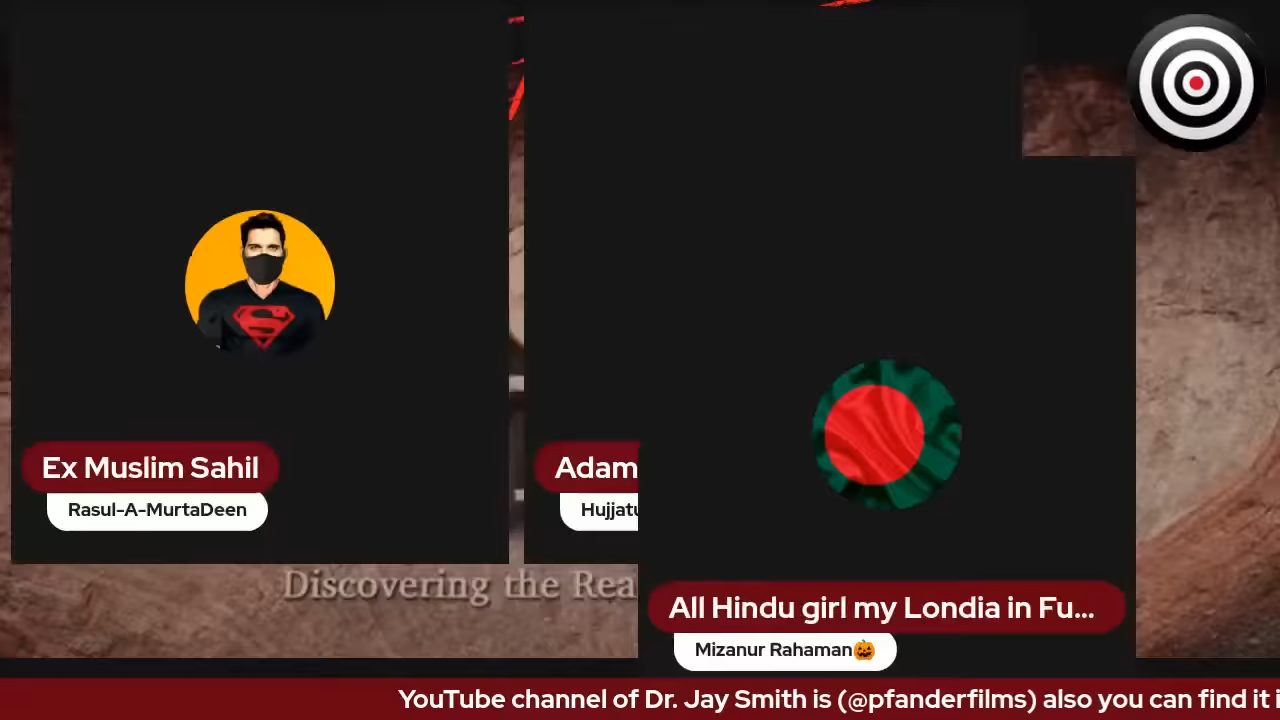 Ex Muslim Sahil
Rasul-A-MurtaDeen
Adam
Hujjatu
Discovering the Rea
All Hindu girl my Londia in Fu...
Mizanur Rahaman🎃
YouTube channel of Dr. Jay Smith is (@pfanderfilms) also you can find it i